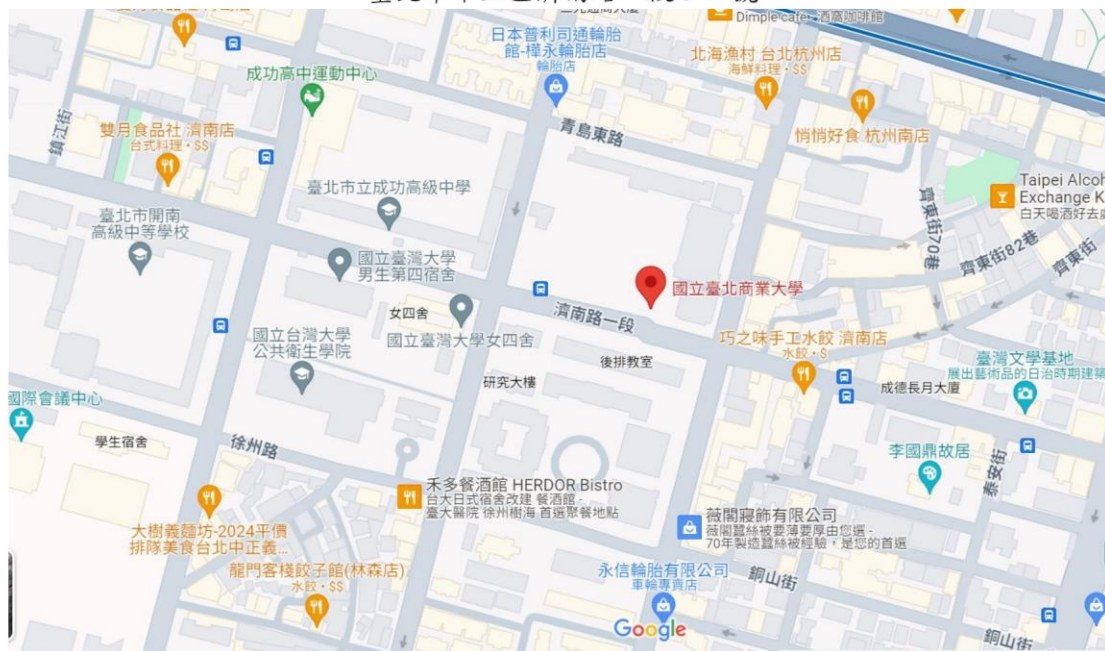 Dimple cafe - 酒窩咖啡館
日本普利司通輪胎
館-樺永輪胎店
輪胎店
北海漁村 台北杭州店
海鮮料理・$$
成功高中運動中心
悄悄好食 杭州南店
鎮江街
雙月食品社 濟南店
台式料理・$$
青島東路
臺北市立成功高級中學
Taipei Alcoh
Exchange K
白天喝酒好去處
齊東街70巷
臺北市開南
高級中等學校
國立臺灣大學
男生第四宿舍
齊東街82巷
齊東街
國立臺北商業大學
女四舍
國立臺灣大學女四舍
濟南路一段
國立台灣大學
公共衛生學院
後排教室
巧之味手工水餃 濟南店
水餃・$
臺灣文學基地
展出藝術品的日治時期建築
研究大樓
成德長月大廈
國際會議中心
學生宿舍
徐州路
李國鼎故居
泰安街
禾多餐酒館 HERDOR Bistro
台大日式宿舍改建 餐酒館 -
臺大醫院 徐州樹海 首選聚餐地點
薇閣寢飾有限公司
薇閣蠶絲被要薄要厚由您選 -
70年製造蠶絲被經驗，是您的首選
大樹義麵坊-2024平價
排隊美食台北中正義...
龍門客棧餃子館(林森店)
水餃・$$
永信輪胎有限公司
車輪專賣店
銅山街
Google
銅山街